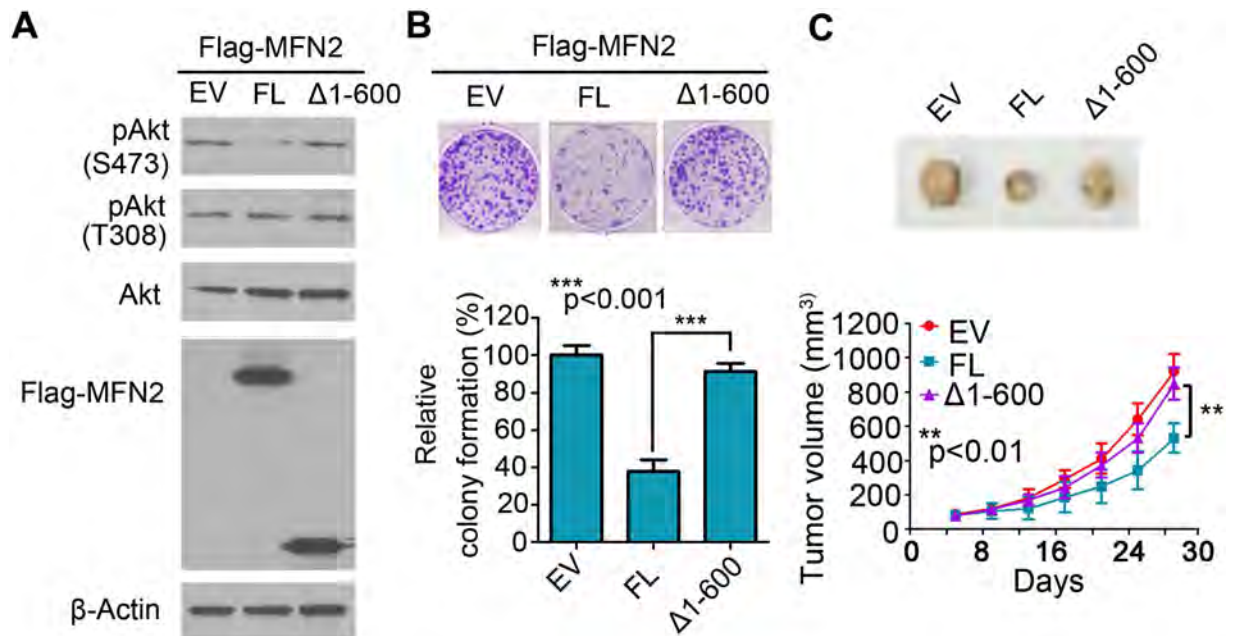 A
Flag-MFN2
EV FL Δ1-600
pAkt
(S473)
pAkt
(T308)
Akt
Flag-MFN2
β-Actin
B
Flag-MFN2
EV FL Δ1-600
***
p<0.001
***
Relative
colony formation (%)
120
100
80
60
40
20
0
EV FL Δ1-600
C
EV FL Δ1-600
Tumor volume (mm3)
1200
1000
800
600
400
200
0
EV
FL
Δ1-600
**
p<0.01
**
0 8 16 24 30
Days